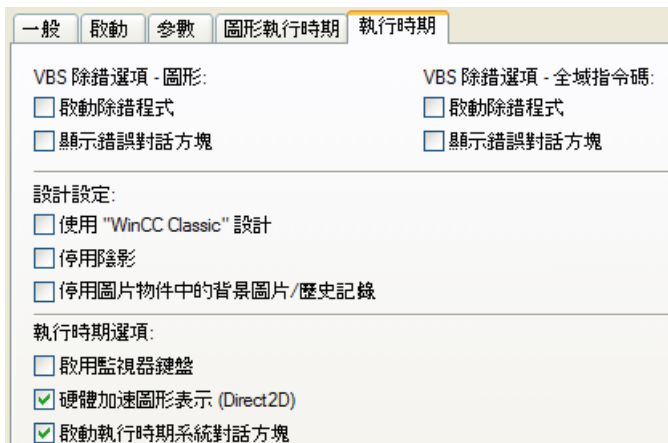 一般 啟動 參數 圖形執行時期 執行時期
VBS 除錯選項 - 圖形: VBS 除錯選項 - 全域指令碼:
啟動除錯程式 啟動除錯程式
顯示錯誤對話方塊 顯示錯誤對話方塊
設計設定:
使用 "WinCC Classic" 設計
停用陰影
停用圖片物件中的背景圖片/歷史記錄
執行時期選項:
啟用監視器鍵盤
硬體加速圖形表示 (Direct2D)
啟動執行時期系統對話方塊